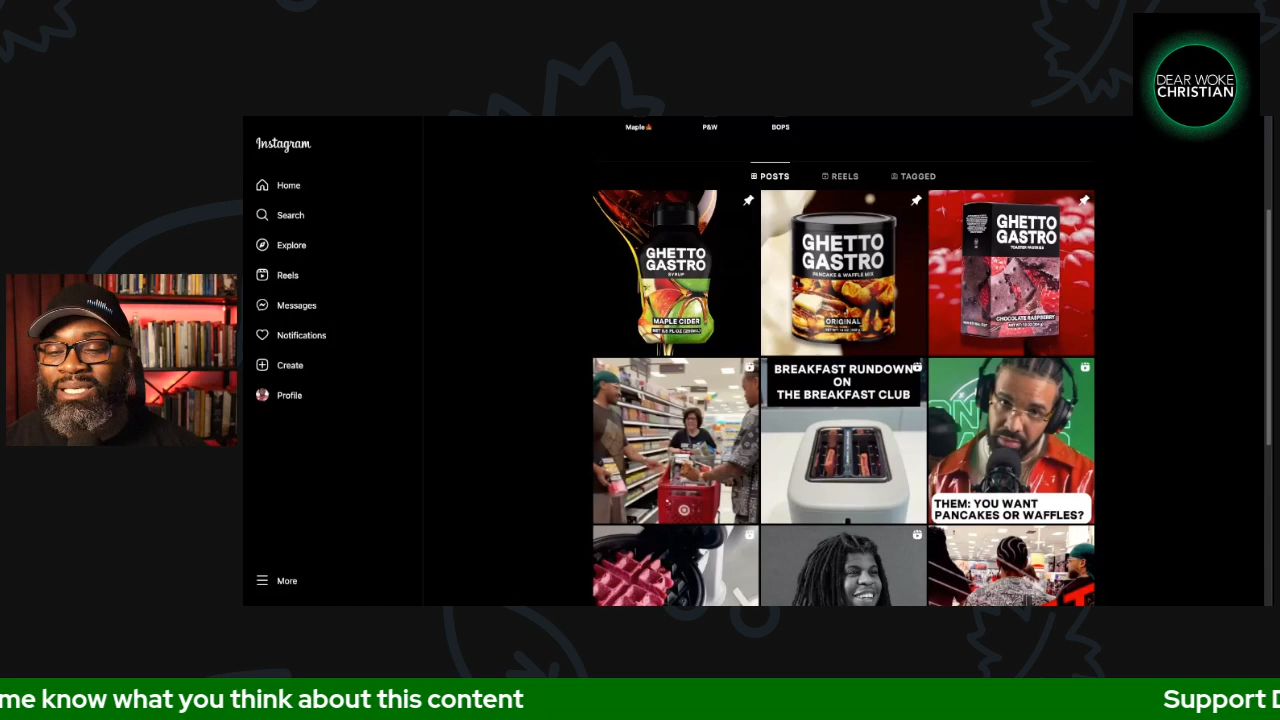 DEAR WOKE
CHRISTIAN
Instagram
Home
Search
Explore
Reels
Messages
Notifications
Create
Profile
More
Maple
P&W
BOPS
POSTS
REELS
TAGGED
GHETTO
GASTRO
SYRUP
MAPLE CIDER
GHETTO
GASTRO
PANCAKE & WAFFLE MIX
ORIGINAL
GHETTO
GASTRO
TOASTER PASTRIES
CHOCOLATE RASPBERRY
BREAKFAST RUNDOWN
ON
THE BREAKFAST CLUB
THEM: YOU WANT
PANCAKES OR WAFFLES?
me know what you think about this content
Support D